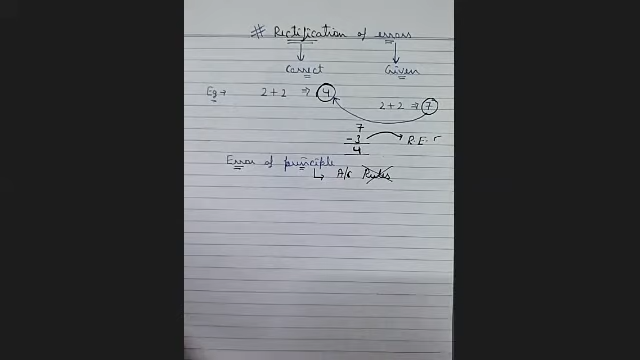 # Rectification of errors
Correct Given
Eg → 2+2 ⇒ 4
2+2 ⇒ 7
7
-3 → R.E.
4
Error of principle
↳ A/c Rules